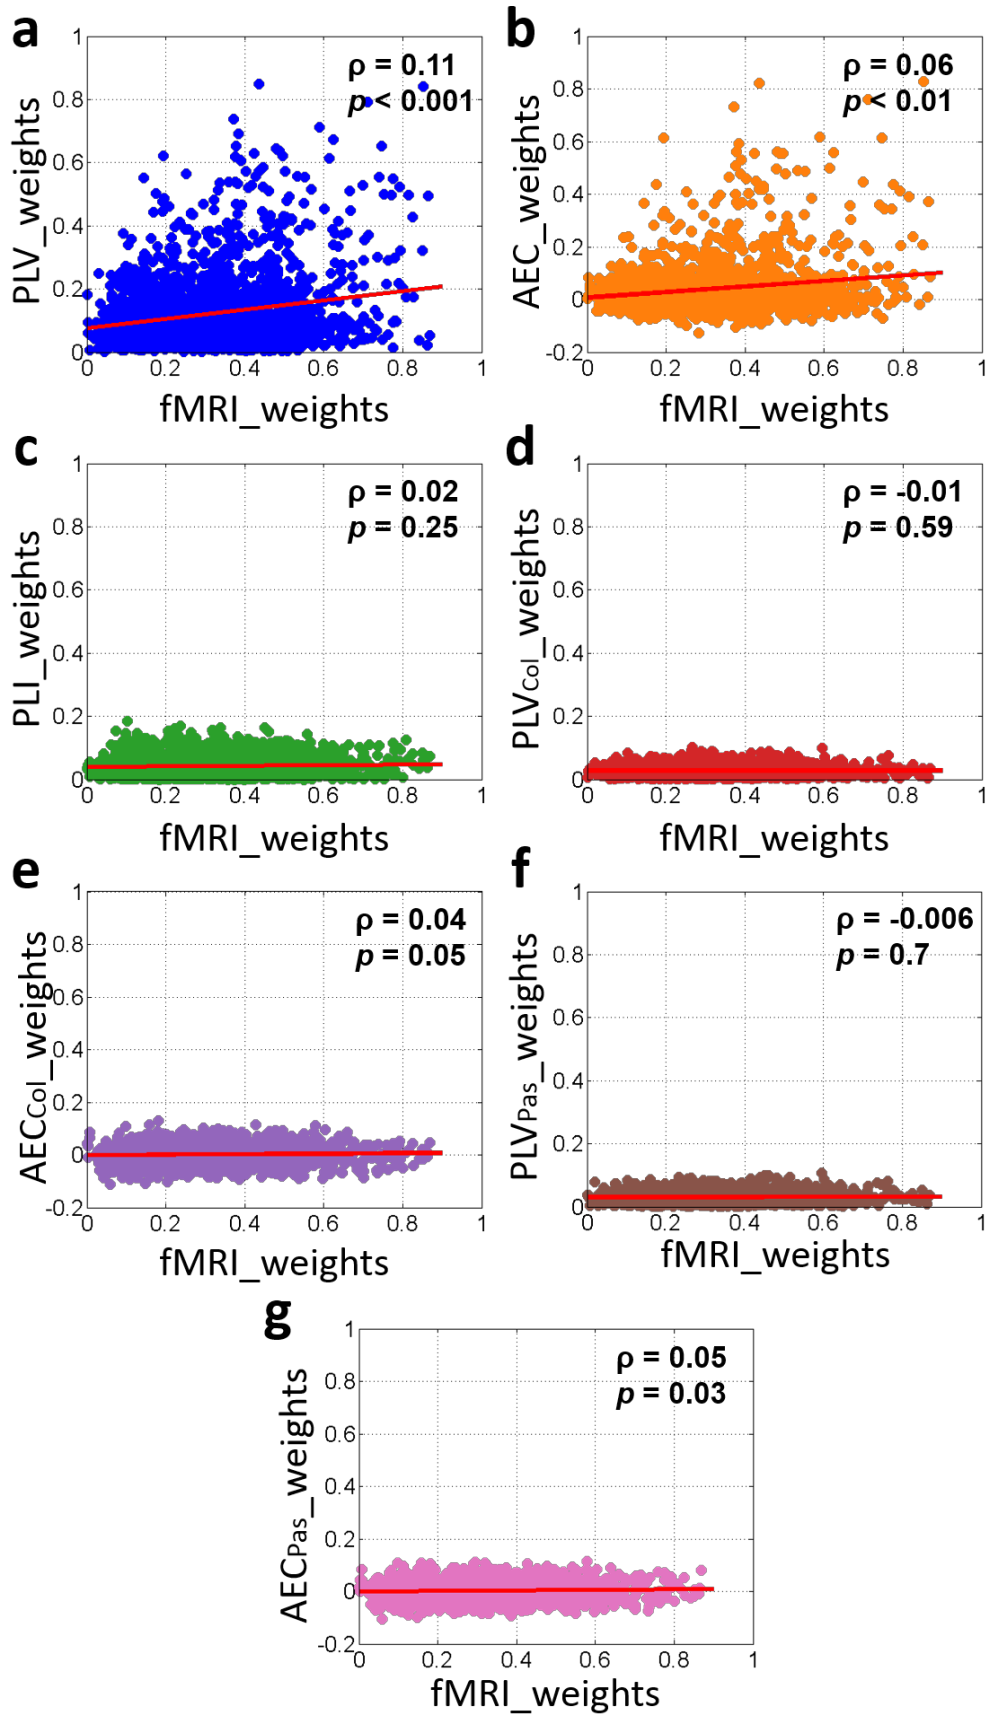 a
ρ = 0.11
p < 0.001
PLV_weights
1
0.8
0.6
0.4
0.2
0
0 0.2 0.4 0.6 0.8 1
fMRI_weights
b
ρ = 0.06
p < 0.01
AEC_weights
1
0.8
0.6
0.4
0.2
0
-0.2
0 0.2 0.4 0.6 0.8 1
fMRI_weights
c
ρ = 0.02
p = 0.25
PLI_weights
1
0.8
0.6
0.4
0.2
0
0 0.2 0.4 0.6 0.8 1
fMRI_weights
d
ρ = -0.01
p = 0.59
PLVCol_weights
1
0.8
0.6
0.4
0.2
0
0 0.2 0.4 0.6 0.8 1
fMRI_weights
e
ρ = 0.04
p = 0.05
AECCol_weights
1
0.8
0.6
0.4
0.2
0
-0.2
0 0.2 0.4 0.6 0.8 1
fMRI_weights
f
ρ = -0.006
p = 0.7
PLVPas_weights
1
0.8
0.6
0.4
0.2
0
0 0.2 0.4 0.6 0.8 1
fMRI_weights
g
ρ = 0.05
p = 0.03
AECPas_weights
1
0.8
0.6
0.4
0.2
0
-0.2
0 0.2 0.4 0.6 0.8 1
fMRI_weights